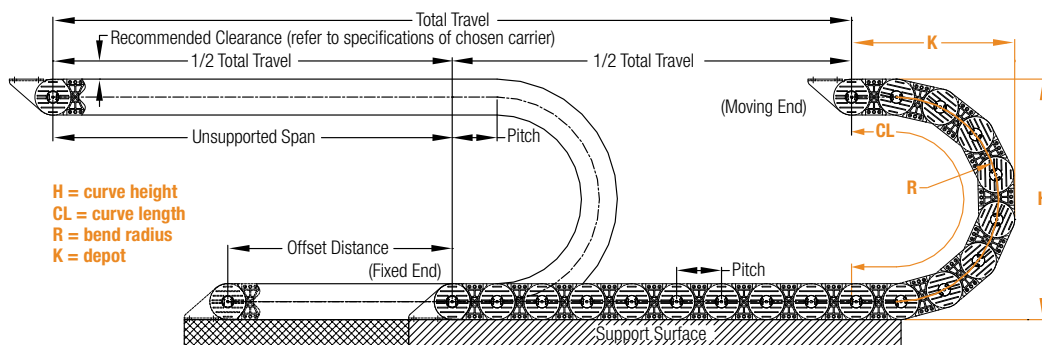 Total Travel
Recommended Clearance (refer to specifications of chosen carrier)
K
1/2 Total Travel
1/2 Total Travel
(Moving End)
Unsupported Span
Pitch
CL
R
H = curve height
CL = curve length
R = bend radius
K = depot
Offset Distance
(Fixed End)
Pitch
Support Surface